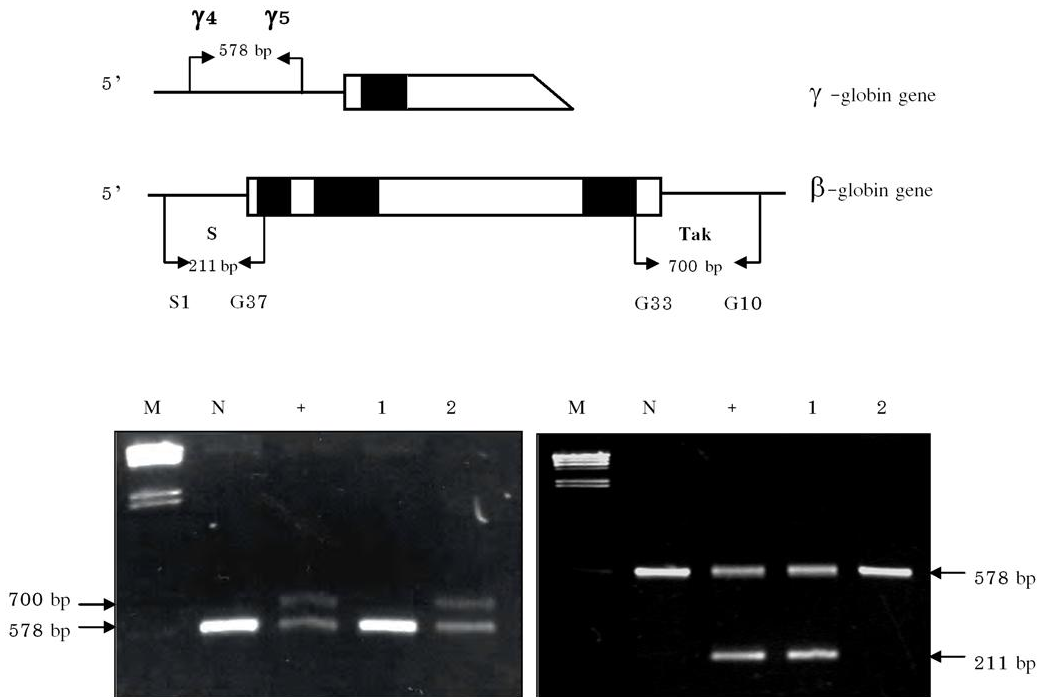 γ4 γ5
578 bp
5’ γ -globin gene
5’ β-globin gene
S Tak
211 bp 700 bp
S1 G37 G33 G10
M N + 1 2 M N + 1 2
700 bp
578 bp
578 bp
211 bp